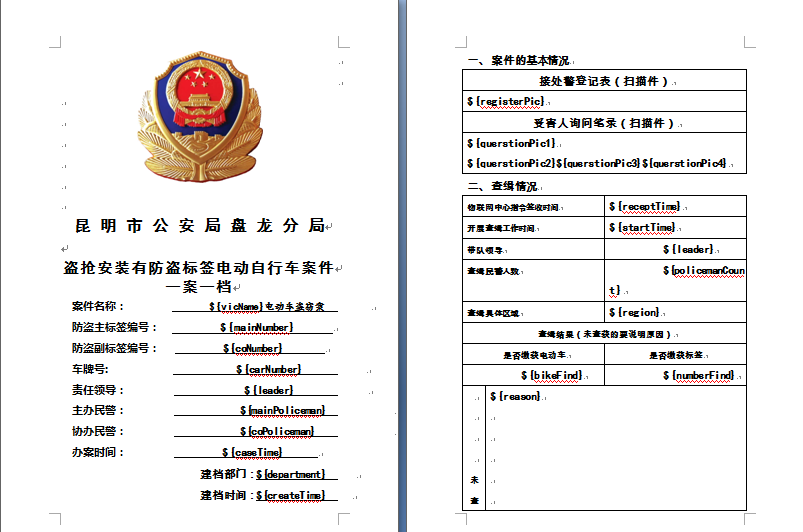 昆 明 市 公 安 局 盘 龙 分 局
盗抢安装有防盗标签电动自行车案件
一案一档
案件名称： ${vicName}电动车盗窃案
防盗主标签编号： ${mainNumber}
防盗副标签编号： ${coNumber}
车牌号: ${carNumber}
责任领导： ${leader}
主办民警： ${mainPoliceman}
协办民警： ${coPoliceman}
办案时间： ${caseTime}
建档部门：${department}
建档时间：${createTime}
一、案件的基本情况
接处警登记表（扫描件）
${registerPic}
受害人询问笔录（扫描件）
${querstionPic1}
${querstionPic2}${querstionPic3}${querstionPic4}
二、查缉情况
物联网中心指令签收时间 ${receptTime}
开展查缉工作时间 ${startTime}
带队领导 ${leader}
查缉民警人数 ${policemanCoun
t}
查缉具体区域 ${region}
查缉结果（未查获的要说明原因）
是否缴获电动车 是否缴获标签
${bikeFind} ${numberFind}
${reason}
未
查